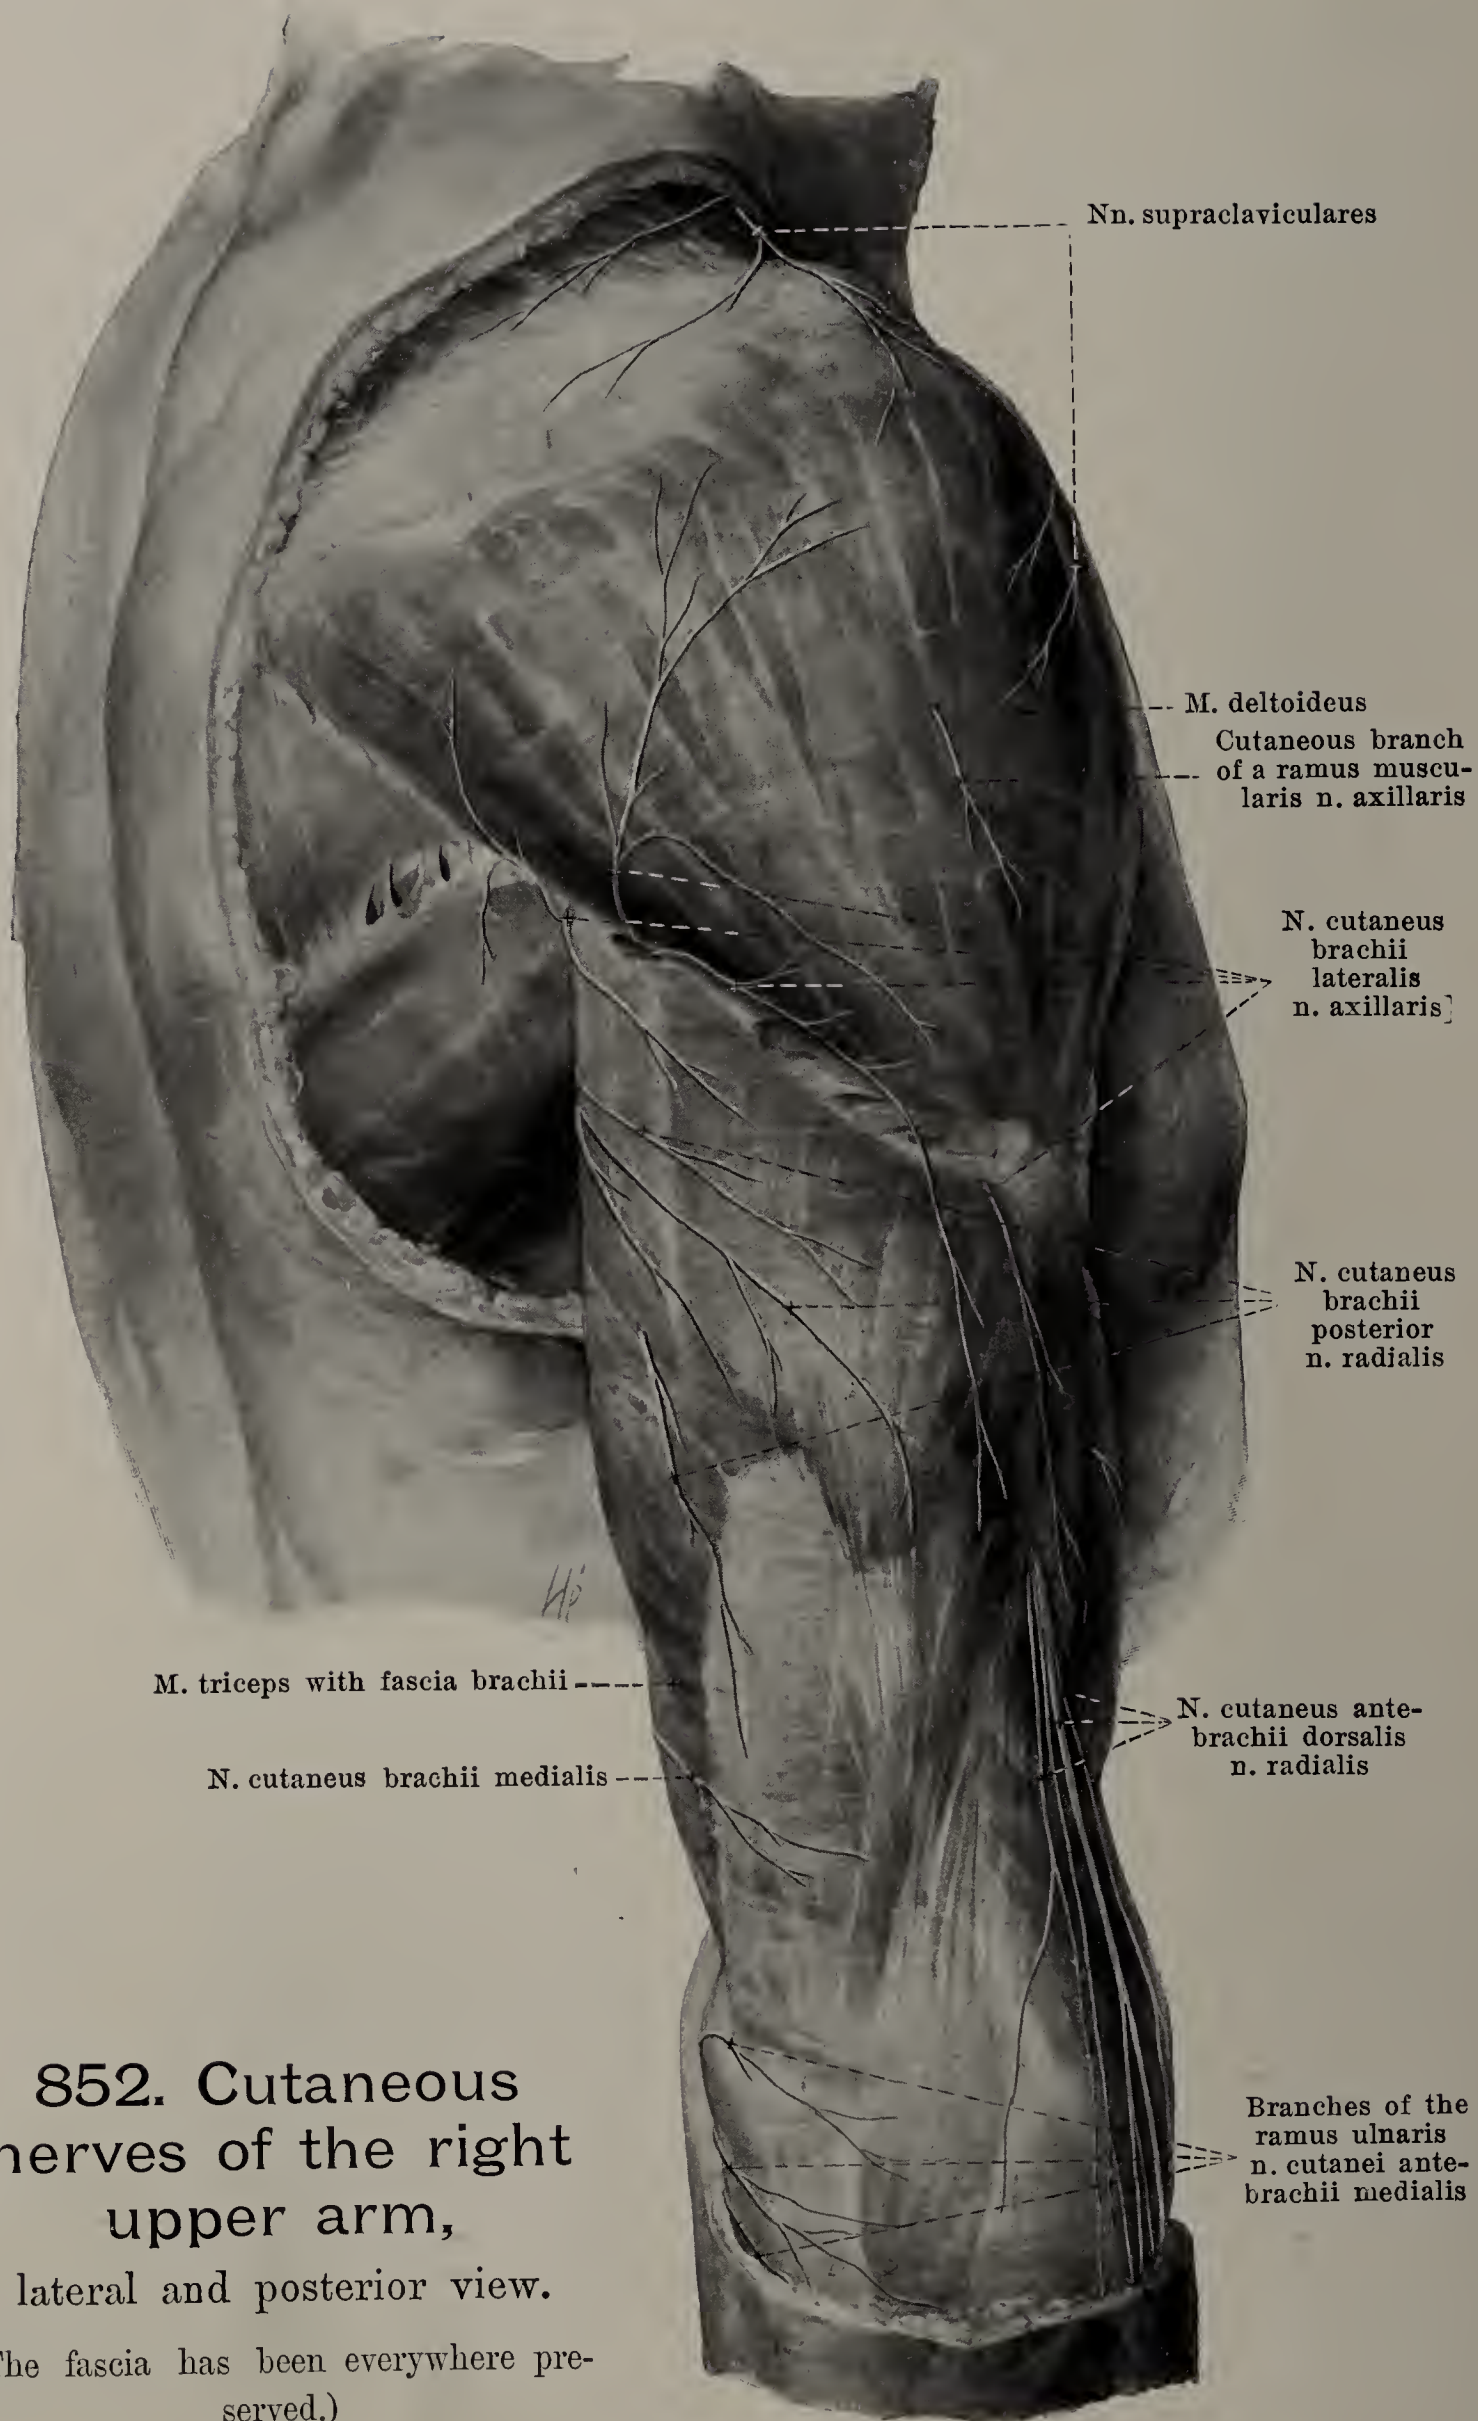 Nn. supraclaviculares
M. deltoideus
Cutaneous branch
of a ramus muscu-
laris n. axillaris
N. cutaneus
brachii
lateralis
n. axillaris]
N. cutaneus
brachii
posterior
n. radialis
M. triceps with fascia brachii
N. cutaneus brachii medialis
N. cutaneus ante-
brachii dorsalis
n. radialis
Branches of the
ramus ulnaris
n. cutanei ante-
brachii medialis
852. Cutaneous
nerves of the right
upper arm,
lateral and posterior view.
The fascia has been everywhere pre-
served.)